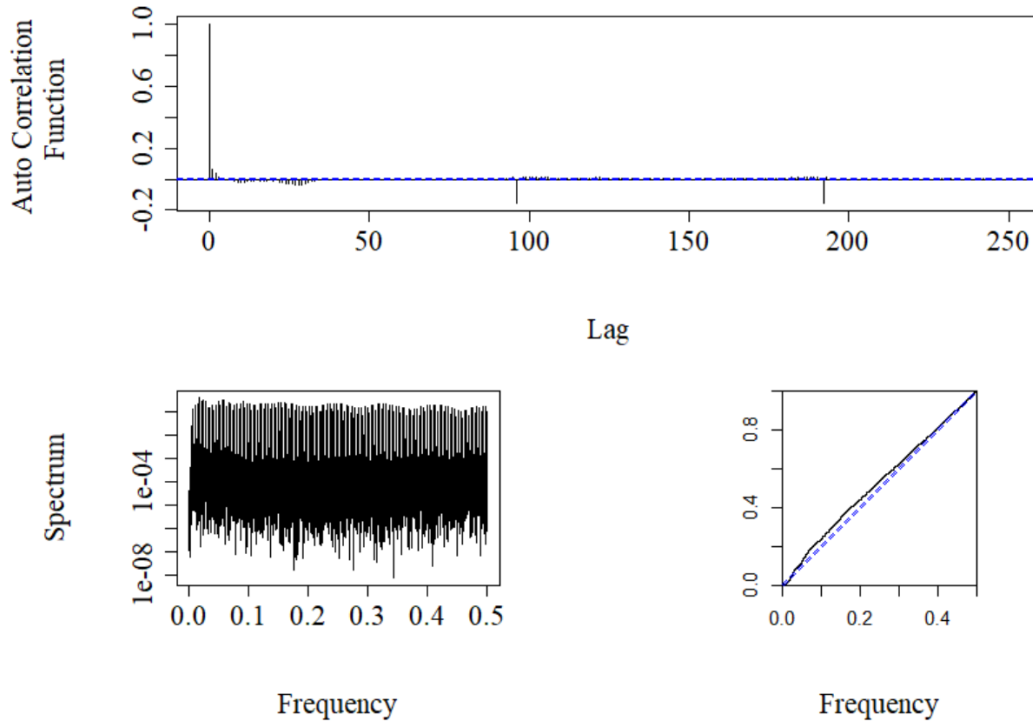 Auto Correlation
Function
1.0
0.6
0.2
-0.2
0 50 100 150 200 250
Lag
Spectrum
1e-04
1e-08
0.0 0.1 0.2 0.3 0.4 0.5
Frequency
0.8
0.4
0.0
0.0 0.2 0.4
Frequency